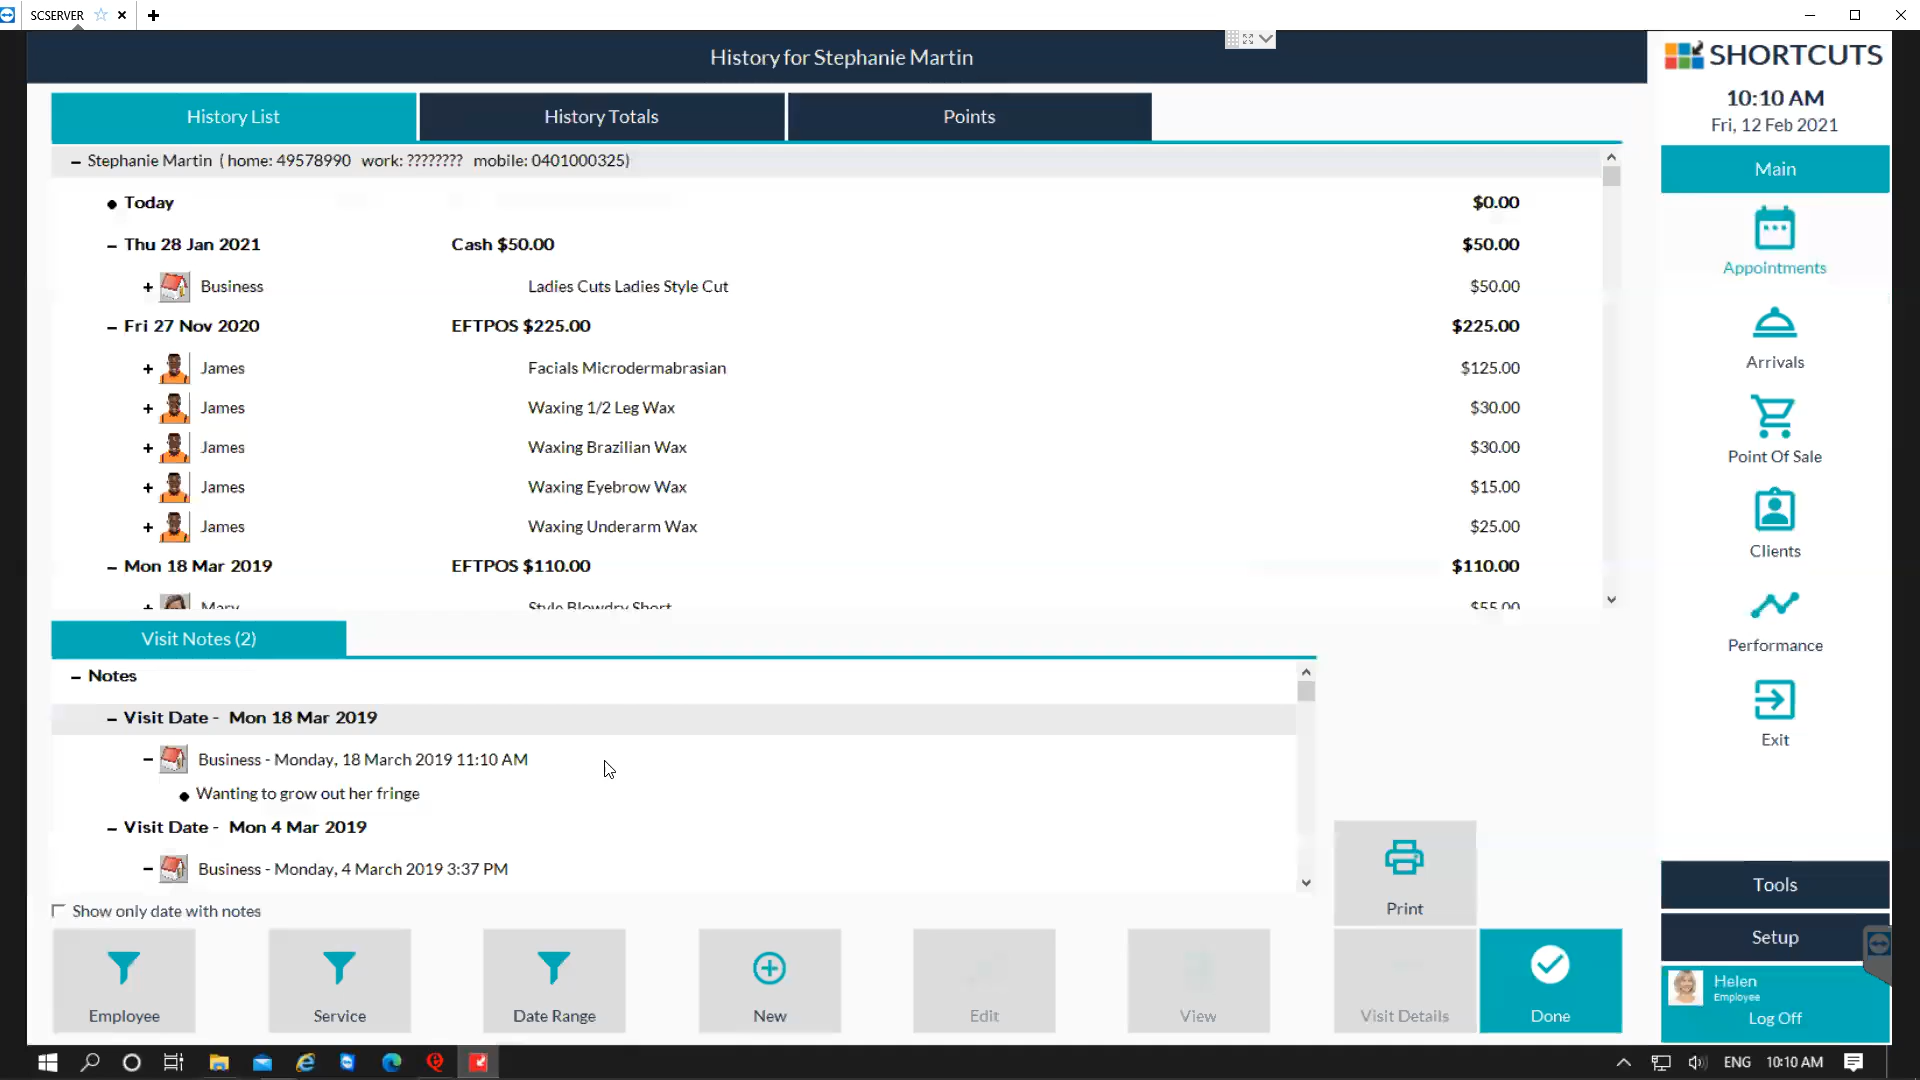 SCSERVER
History for Stephanie Martin
SHORTCUTS
10:10 AM
Fri, 12 Feb 2021
History List
History Totals
Points
Main
Stephanie Martin ( home: 49578990 work: ???????? mobile: 0401000325)
Today $0.00
Thu 28 Jan 2021 Cash $50.00 $50.00
Business Ladies Cuts Ladies Style Cut $50.00
Fri 27 Nov 2020 EFTPOS $225.00 $225.00
James Facials Microdermabrasian $125.00
James Waxing 1/2 Leg Wax $30.00
James Waxing Brazilian Wax $30.00
James Waxing Eyebrow Wax $15.00
James Waxing Underarm Wax $25.00
Mon 18 Mar 2019 EFTPOS $110.00 $110.00
Mary Style Blowdry Short $55.00
Appointments
Arrivals
Point Of Sale
Clients
Performance
Exit
Visit Notes (2)
Notes
Visit Date - Mon 18 Mar 2019
Business - Monday, 18 March 2019 11:10 AM
Wanting to grow out her fringe
Visit Date - Mon 4 Mar 2019
Business - Monday, 4 March 2019 3:37 PM
Show only date with notes
Print
Employee
Service
Date Range
New
Edit
View
Visit Details
Done
Tools
Setup
Helen
Employee
Log Off
ENG
10:10 AM